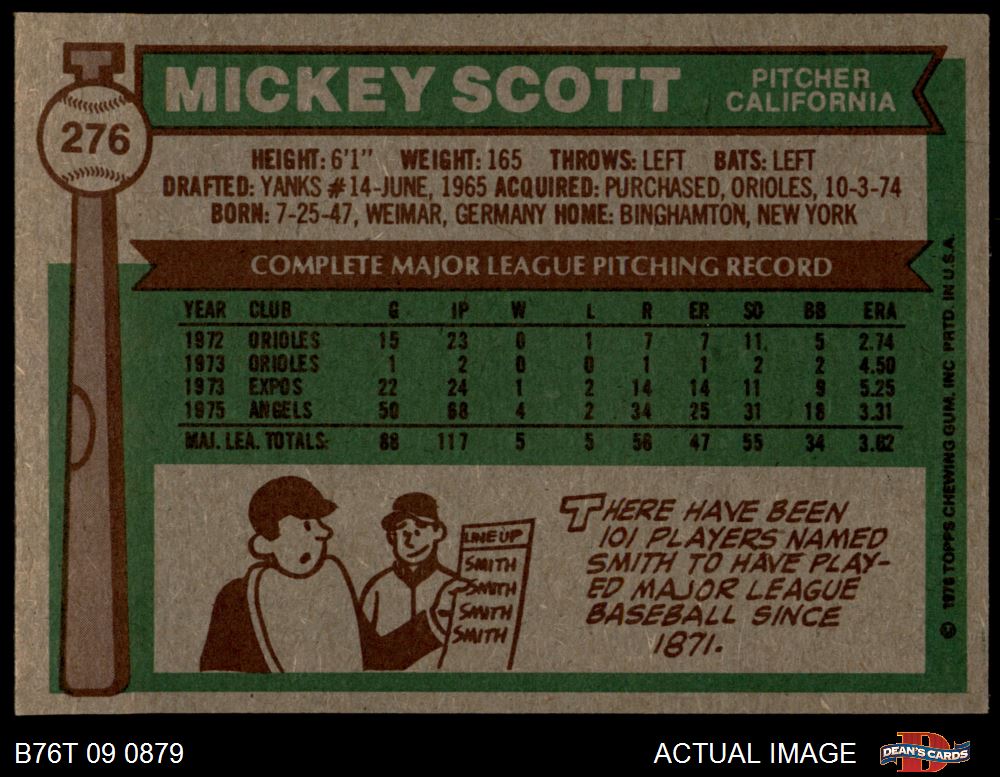 276
MICKEY SCOTT
PITCHER
CALIFORNIA
HEIGHT: 6'1" WEIGHT: 165 THROWS: LEFT BATS: LEFT
DRAFTED: YANKS #14-JUNE, 1965 ACQUIRED: PURCHASED, ORIOLES, 10-3-74
BORN: 7-25-47, WEIMAR, GERMANY HOME: BINGHAMTON, NEW YORK
COMPLETE MAJOR LEAGUE PITCHING RECORD
YEAR CLUB G IP W L R ER SO BB ERA
1972 ORIOLES 15 23 0 1 7 7 11 5 2.74
1973 ORIOLES 1 2 0 0 1 1 2 2 4.50
1973 EXPOS 22 24 1 2 14 14 11 9 5.25
1975 ANGELS 50 68 4 2 34 25 31 18 3.31
MAJ. LEA. TOTALS: 88 117 5 5 56 47 55 34 3.62
LINE UP
SMITH
SMITH
SMITH
SMITH
THERE HAVE BEEN
101 PLAYERS NAMED
SMITH TO HAVE PLAY-
ED MAJOR LEAGUE
BASEBALL SINCE
1871.
© 1976 TOPPS CHEWING GUM, INC PRTD. IN U.S.A.
B76T 09 0879
ACTUAL IMAGE
DEAN'S CARDS